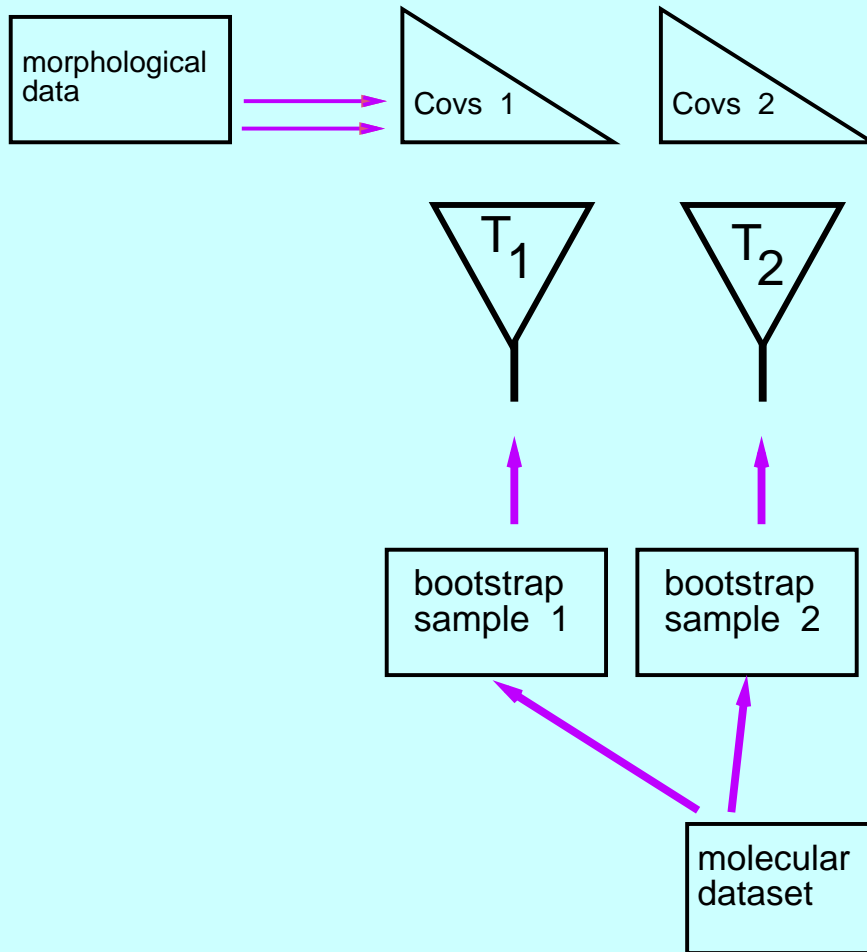 morphological
data
Covs 1
Covs 2
T1
T2
bootstrap
sample 1
bootstrap
sample 2
molecular
dataset